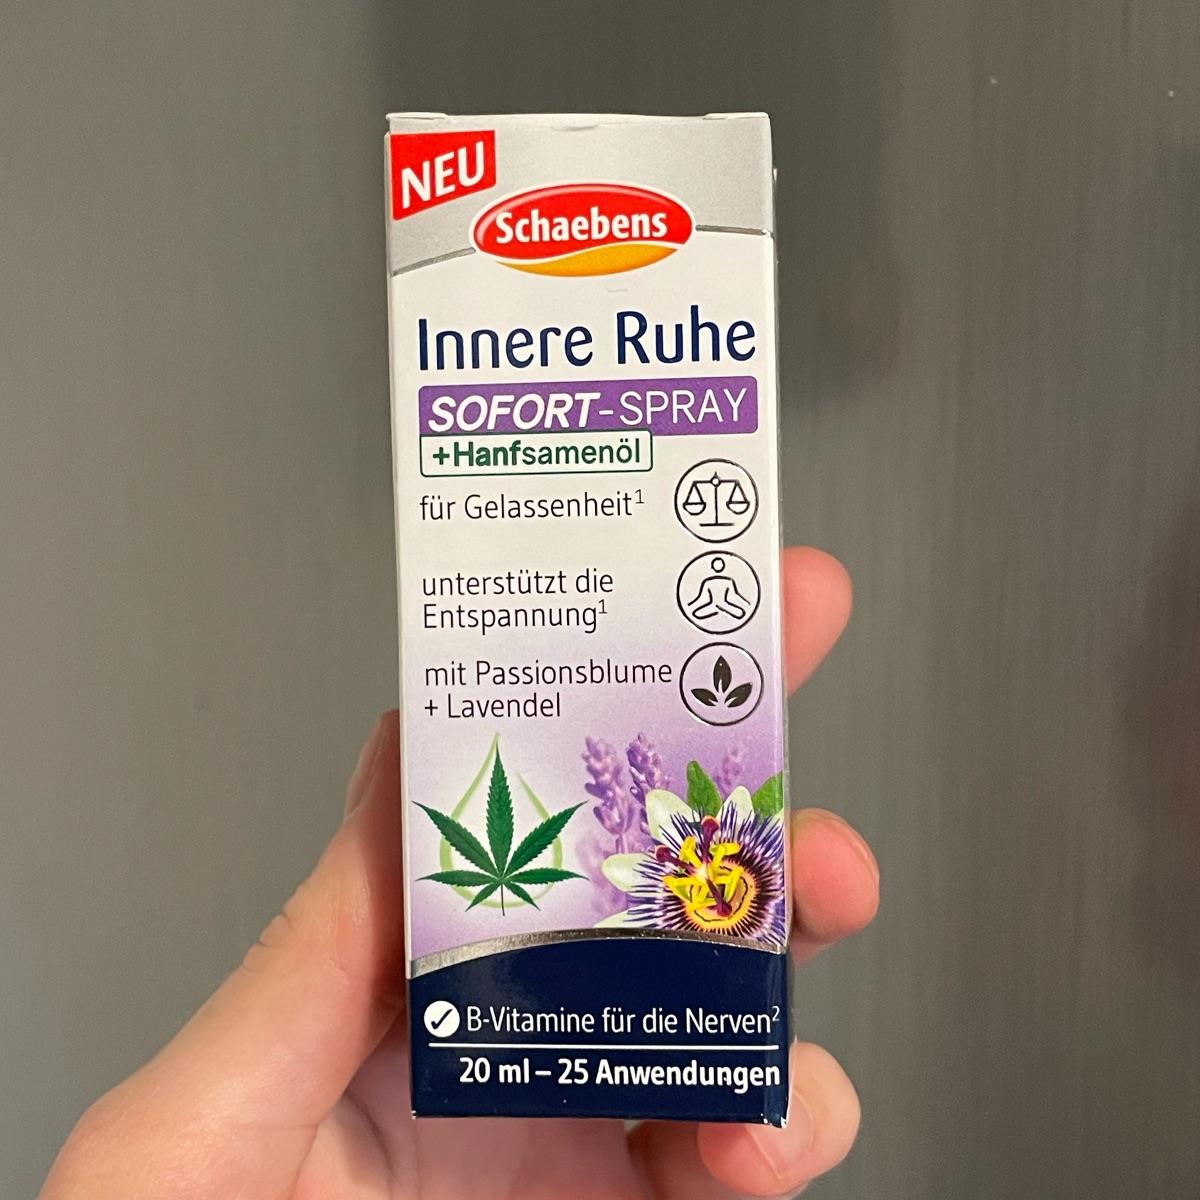 NEU
Schaebens
Innere Ruhe
SOFORT-SPRAY
+Hanfsamenöl
für Gelassenheit¹
unterstützt die
Entspannung¹
mit Passionsblume
+ Lavendel
B-Vitamine für die Nerven²
20 ml – 25 Anwendungen